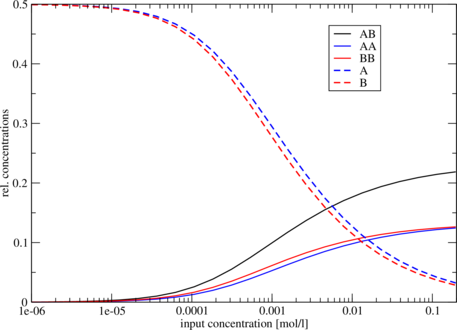 0.5
0.4
0.3
0.2
0.1
0
rel. concentrations
AB
AA
BB
A
B
1e-06 1e-05 0.0001 0.001 0.01 0.1
input concentration [mol/l]